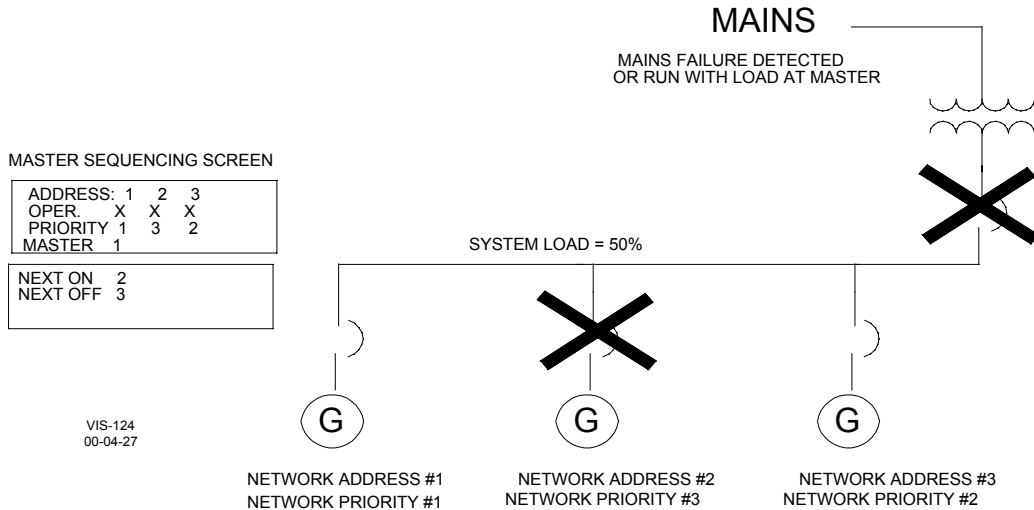 MAINS
MAINS FAILURE DETECTED
OR RUN WITH LOAD AT MASTER
MASTER SEQUENCING SCREEN
ADDRESS: 1 2 3
OPER. X X X
PRIORITY 1 3 2
MASTER 1
NEXT ON 2
NEXT OFF 3
SYSTEM LOAD = 50%
G
G
G
VIS-124
00-04-27
NETWORK ADDRESS #1
NETWORK PRIORITY #1
NETWORK ADDRESS #2
NETWORK PRIORITY #3
NETWORK ADDRESS #3
NETWORK PRIORITY #2